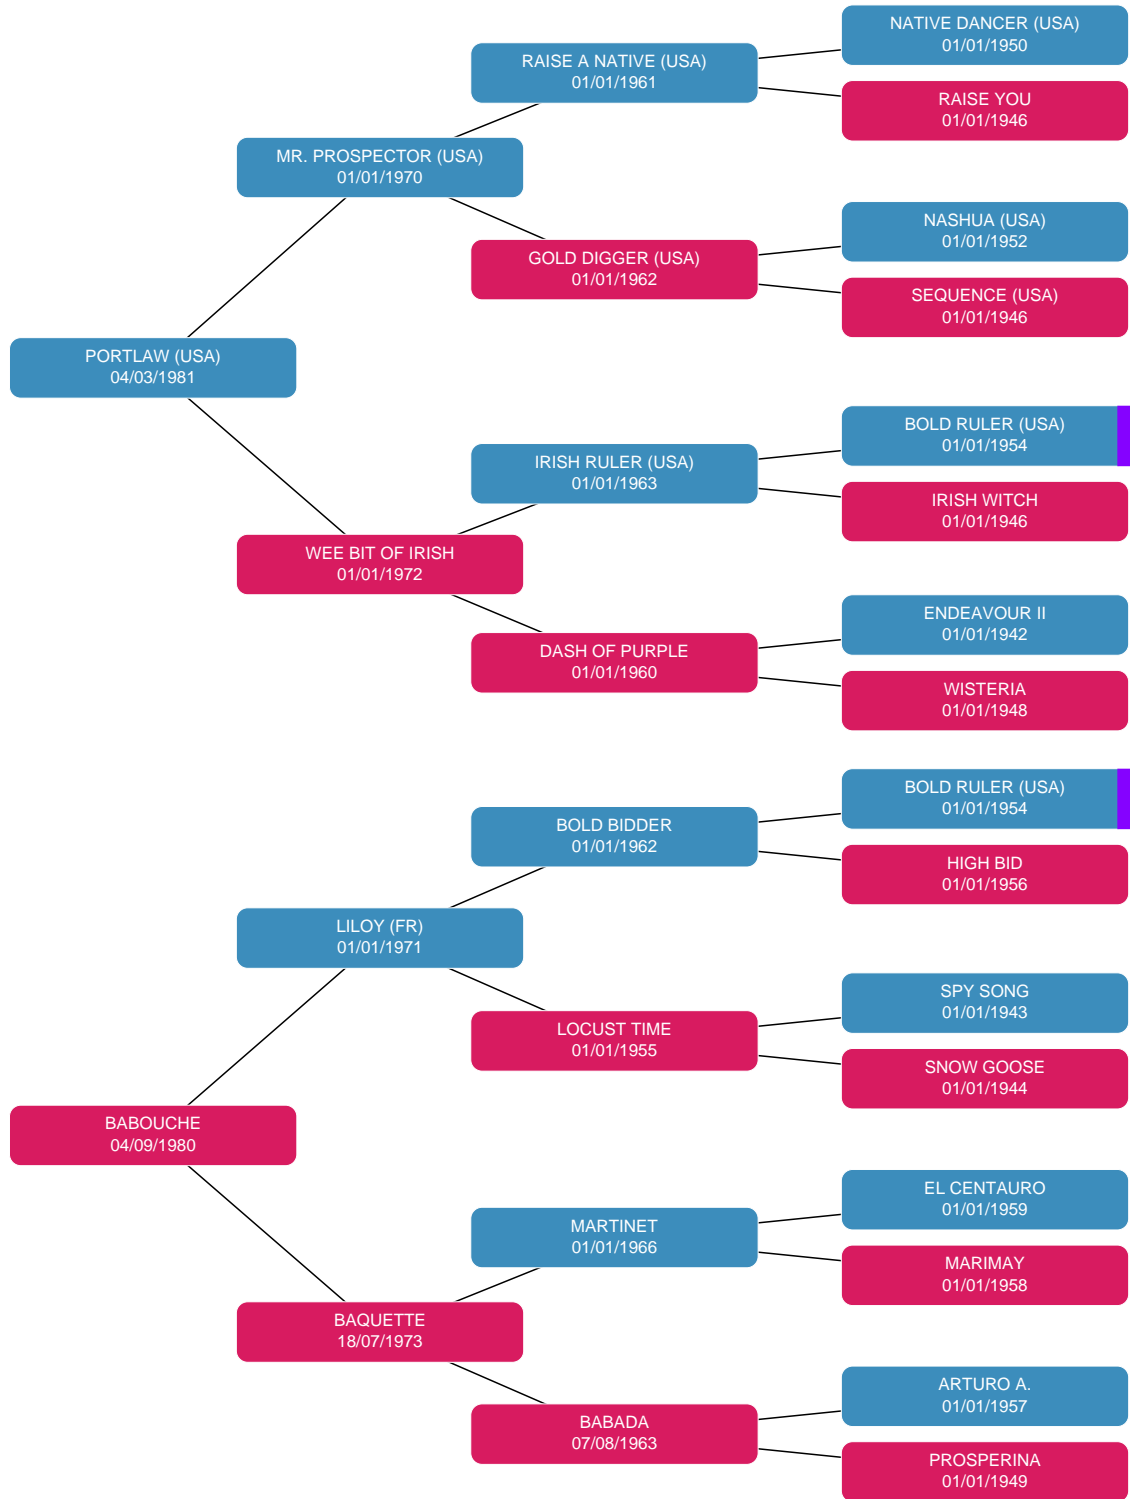 NATIVE DANCER (USA)
01/01/1950
RAISE A NATIVE (USA)
01/01/1961
RAISE YOU
01/01/1946
MR. PROSPECTOR (USA)
01/01/1970
NASHUA (USA)
01/01/1952
GOLD DIGGER (USA)
01/01/1962
SEQUENCE (USA)
01/01/1946
PORTLAW (USA)
04/03/1981
BOLD RULER (USA)
01/01/1954
IRISH RULER (USA)
01/01/1963
IRISH WITCH
01/01/1946
WEE BIT OF IRISH
01/01/1972
ENDEAVOUR II
01/01/1942
DASH OF PURPLE
01/01/1960
WISTERIA
01/01/1948
BOLD RULER (USA)
01/01/1954
BOLD BIDDER
01/01/1962
HIGH BID
01/01/1956
LILOY (FR)
01/01/1971
SPY SONG
01/01/1943
LOCUST TIME
01/01/1955
SNOW GOOSE
01/01/1944
BABOUCHE
04/09/1980
EL CENTAURO
01/01/1959
MARTINET
01/01/1966
MARIMAY
01/01/1958
BAQUETTE
18/07/1973
ARTURO A.
01/01/1957
BABADA
07/08/1963
PROSPERINA
01/01/1949